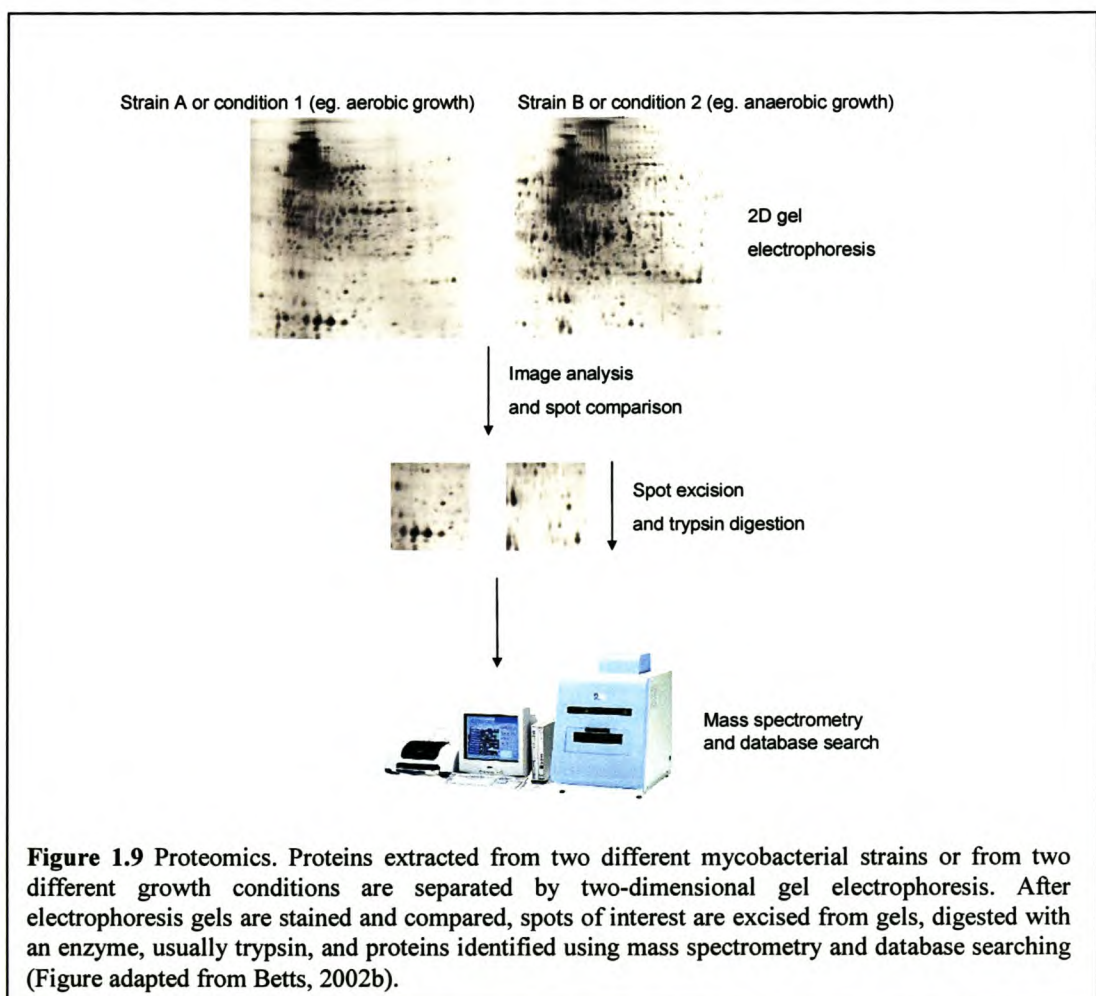 Strain A or condition 1 (eg. aerobic growth)
Strain B or condition 2 (eg. anaerobic growth)
2D gel
electrophoresis
Image analysis
and spot comparison
Spot excision
and trypsin digestion
Mass spectrometry
and database search
Figure 1.9 Proteomics. Proteins extracted from two different mycobacterial strains or from two
different growth conditions are separated by two-dimensional gel electrophoresis. After
electrophoresis gels are stained and compared, spots of interest are excised from gels, digested with
an enzyme, usually trypsin, and proteins identified using mass spectrometry and database searching
(Figure adapted from Betts, 2002b).